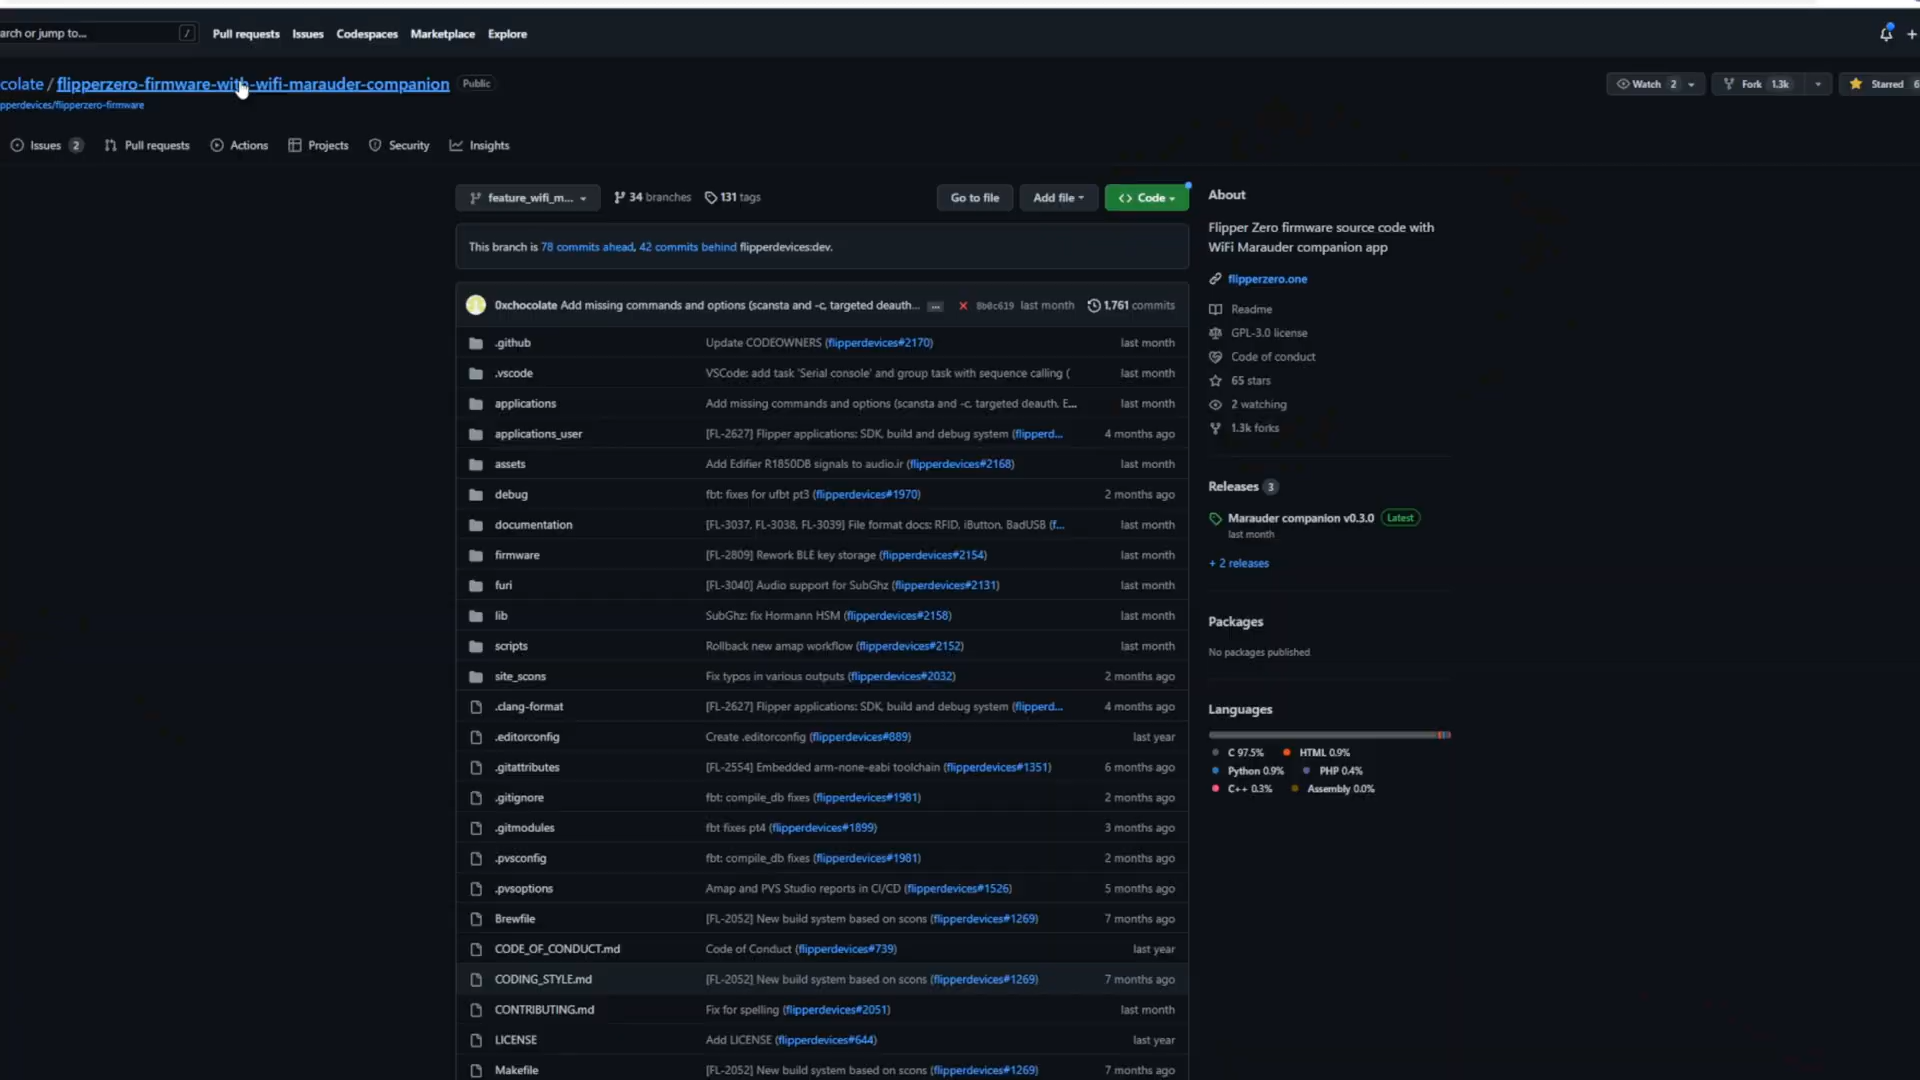 arch or jump to... / Pull requests Issues Codespaces Marketplace Explore +
colate / flipperzero-firmware-with-wifi-marauder-companion Public Watch 2 Fork 1.3k Starred 6
pperdevices/flipperzero-firmware
Issues 2 Pull requests Actions Projects Security Insights
feature_wifi_m... 34 branches 131 tags Go to file Add file <> Code
This branch is 78 commits ahead, 42 commits behind flipperdevices:dev.
0xchocolate Add missing commands and options (scansta and -c, targeted deauth... ... 8b0c619 last month 1,761 commits
.github Update CODEOWNERS (flipperdevices#2170) last month
.vscode VSCode: add task 'Serial console' and group task with sequence calling ( last month
applications Add missing commands and options (scansta and -c, targeted deauth. E... last month
applications_user [FL-2627] Flipper applications: SDK, build and debug system (flipperd... 4 months ago
assets Add Edifier R1850DB signals to audio.ir (flipperdevices#2168) last month
debug fbt: fixes for ufbt pt3 (flipperdevices#1970) 2 months ago
documentation [FL-3037, FL-3038, FL-3039] File format docs: RFID, iButton, BadUSB (f... last month
firmware [FL-2809] Rework BLE key storage (flipperdevices#2154) last month
furi [FL-3040] Audio support for SubGhz (flipperdevices#2131) last month
lib SubGhz: fix Hormann HSM (flipperdevices#2158) last month
scripts Rollback new amap workflow (flipperdevices#2152) last month
site_scons Fix typos in various outputs (flipperdevices#2032) 2 months ago
.clang-format [FL-2627] Flipper applications: SDK, build and debug system (flipperd... 4 months ago
.editorconfig Create .editorconfig (flipperdevices#889) last year
.gitattributes [FL-2554] Embedded arm-none-eabi toolchain (flipperdevices#1351) 6 months ago
.gitignore fbt: compile_db fixes (flipperdevices#1981) 2 months ago
.gitmodules fbt fixes pt4 (flipperdevices#1899) 3 months ago
.pvsconfig fbt: compile_db fixes (flipperdevices#1981) 2 months ago
.pvsoptions Amap and PVS Studio reports in CI/CD (flipperdevices#1526) 5 months ago
Brewfile [FL-2052] New build system based on scons (flipperdevices#1269) 7 months ago
CODE_OF_CONDUCT.md Code of Conduct (flipperdevices#739) last year
CODING_STYLE.md [FL-2052] New build system based on scons (flipperdevices#1269) 7 months ago
CONTRIBUTING.md Fix for spelling (flipperdevices#2051) last month
LICENSE Add LICENSE (flipperdevices#644) last year
Makefile [FL-2052] New build system based on scons (flipperdevices#1269) 7 months ago
About
Flipper Zero firmware source code with
WiFi Marauder companion app
flipperzero.one
Readme
GPL-3.0 license
Code of conduct
65 stars
2 watching
1.3k forks
Releases 3
Marauder companion v0.3.0 Latest
last month
+ 2 releases
Packages
No packages published
Languages
C 97.5% HTML 0.9%
Python 0.9% PHP 0.4%
C++ 0.3% Assembly 0.0%